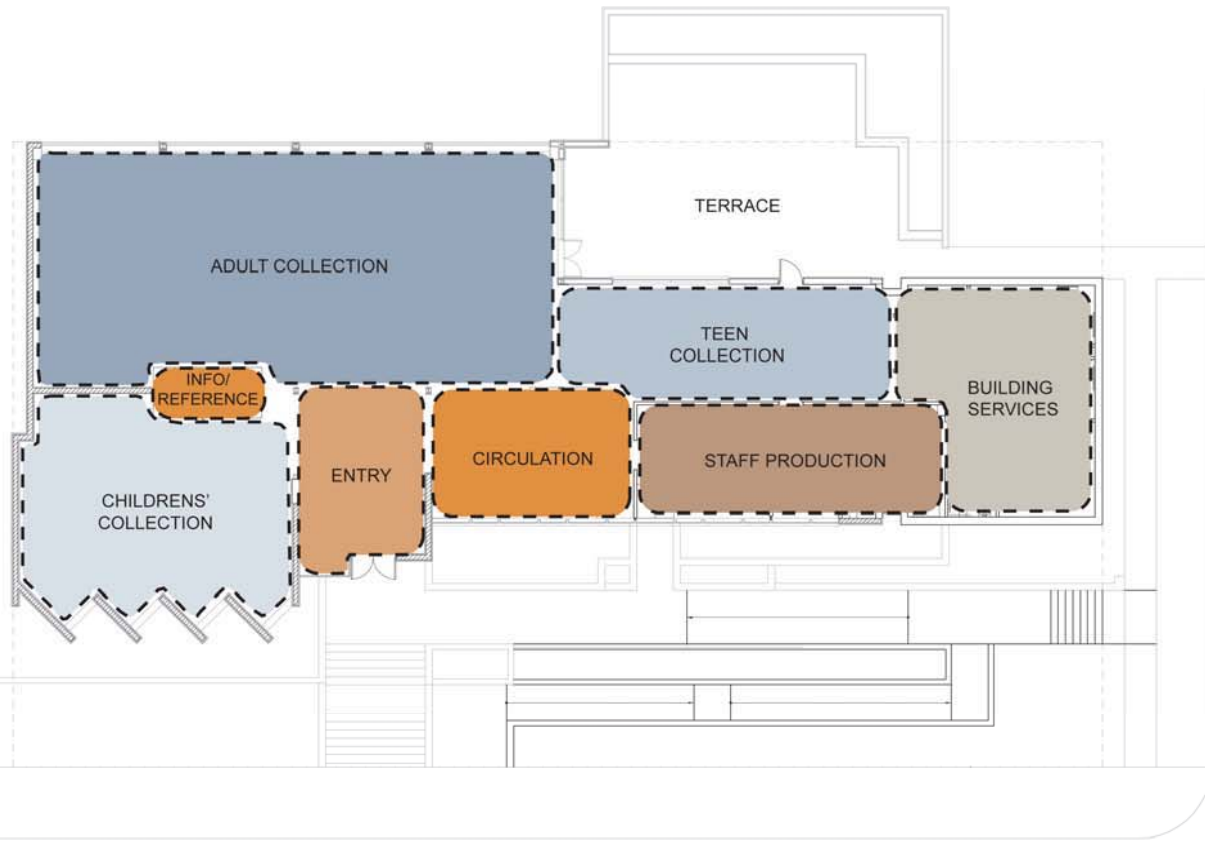 TERRACE
ADULT COLLECTION
TEEN
COLLECTION
INFO/
REFERENCE
BUILDING
SERVICES
CIRCULATION
STAFF PRODUCTION
ENTRY
CHILDRENS'
COLLECTION